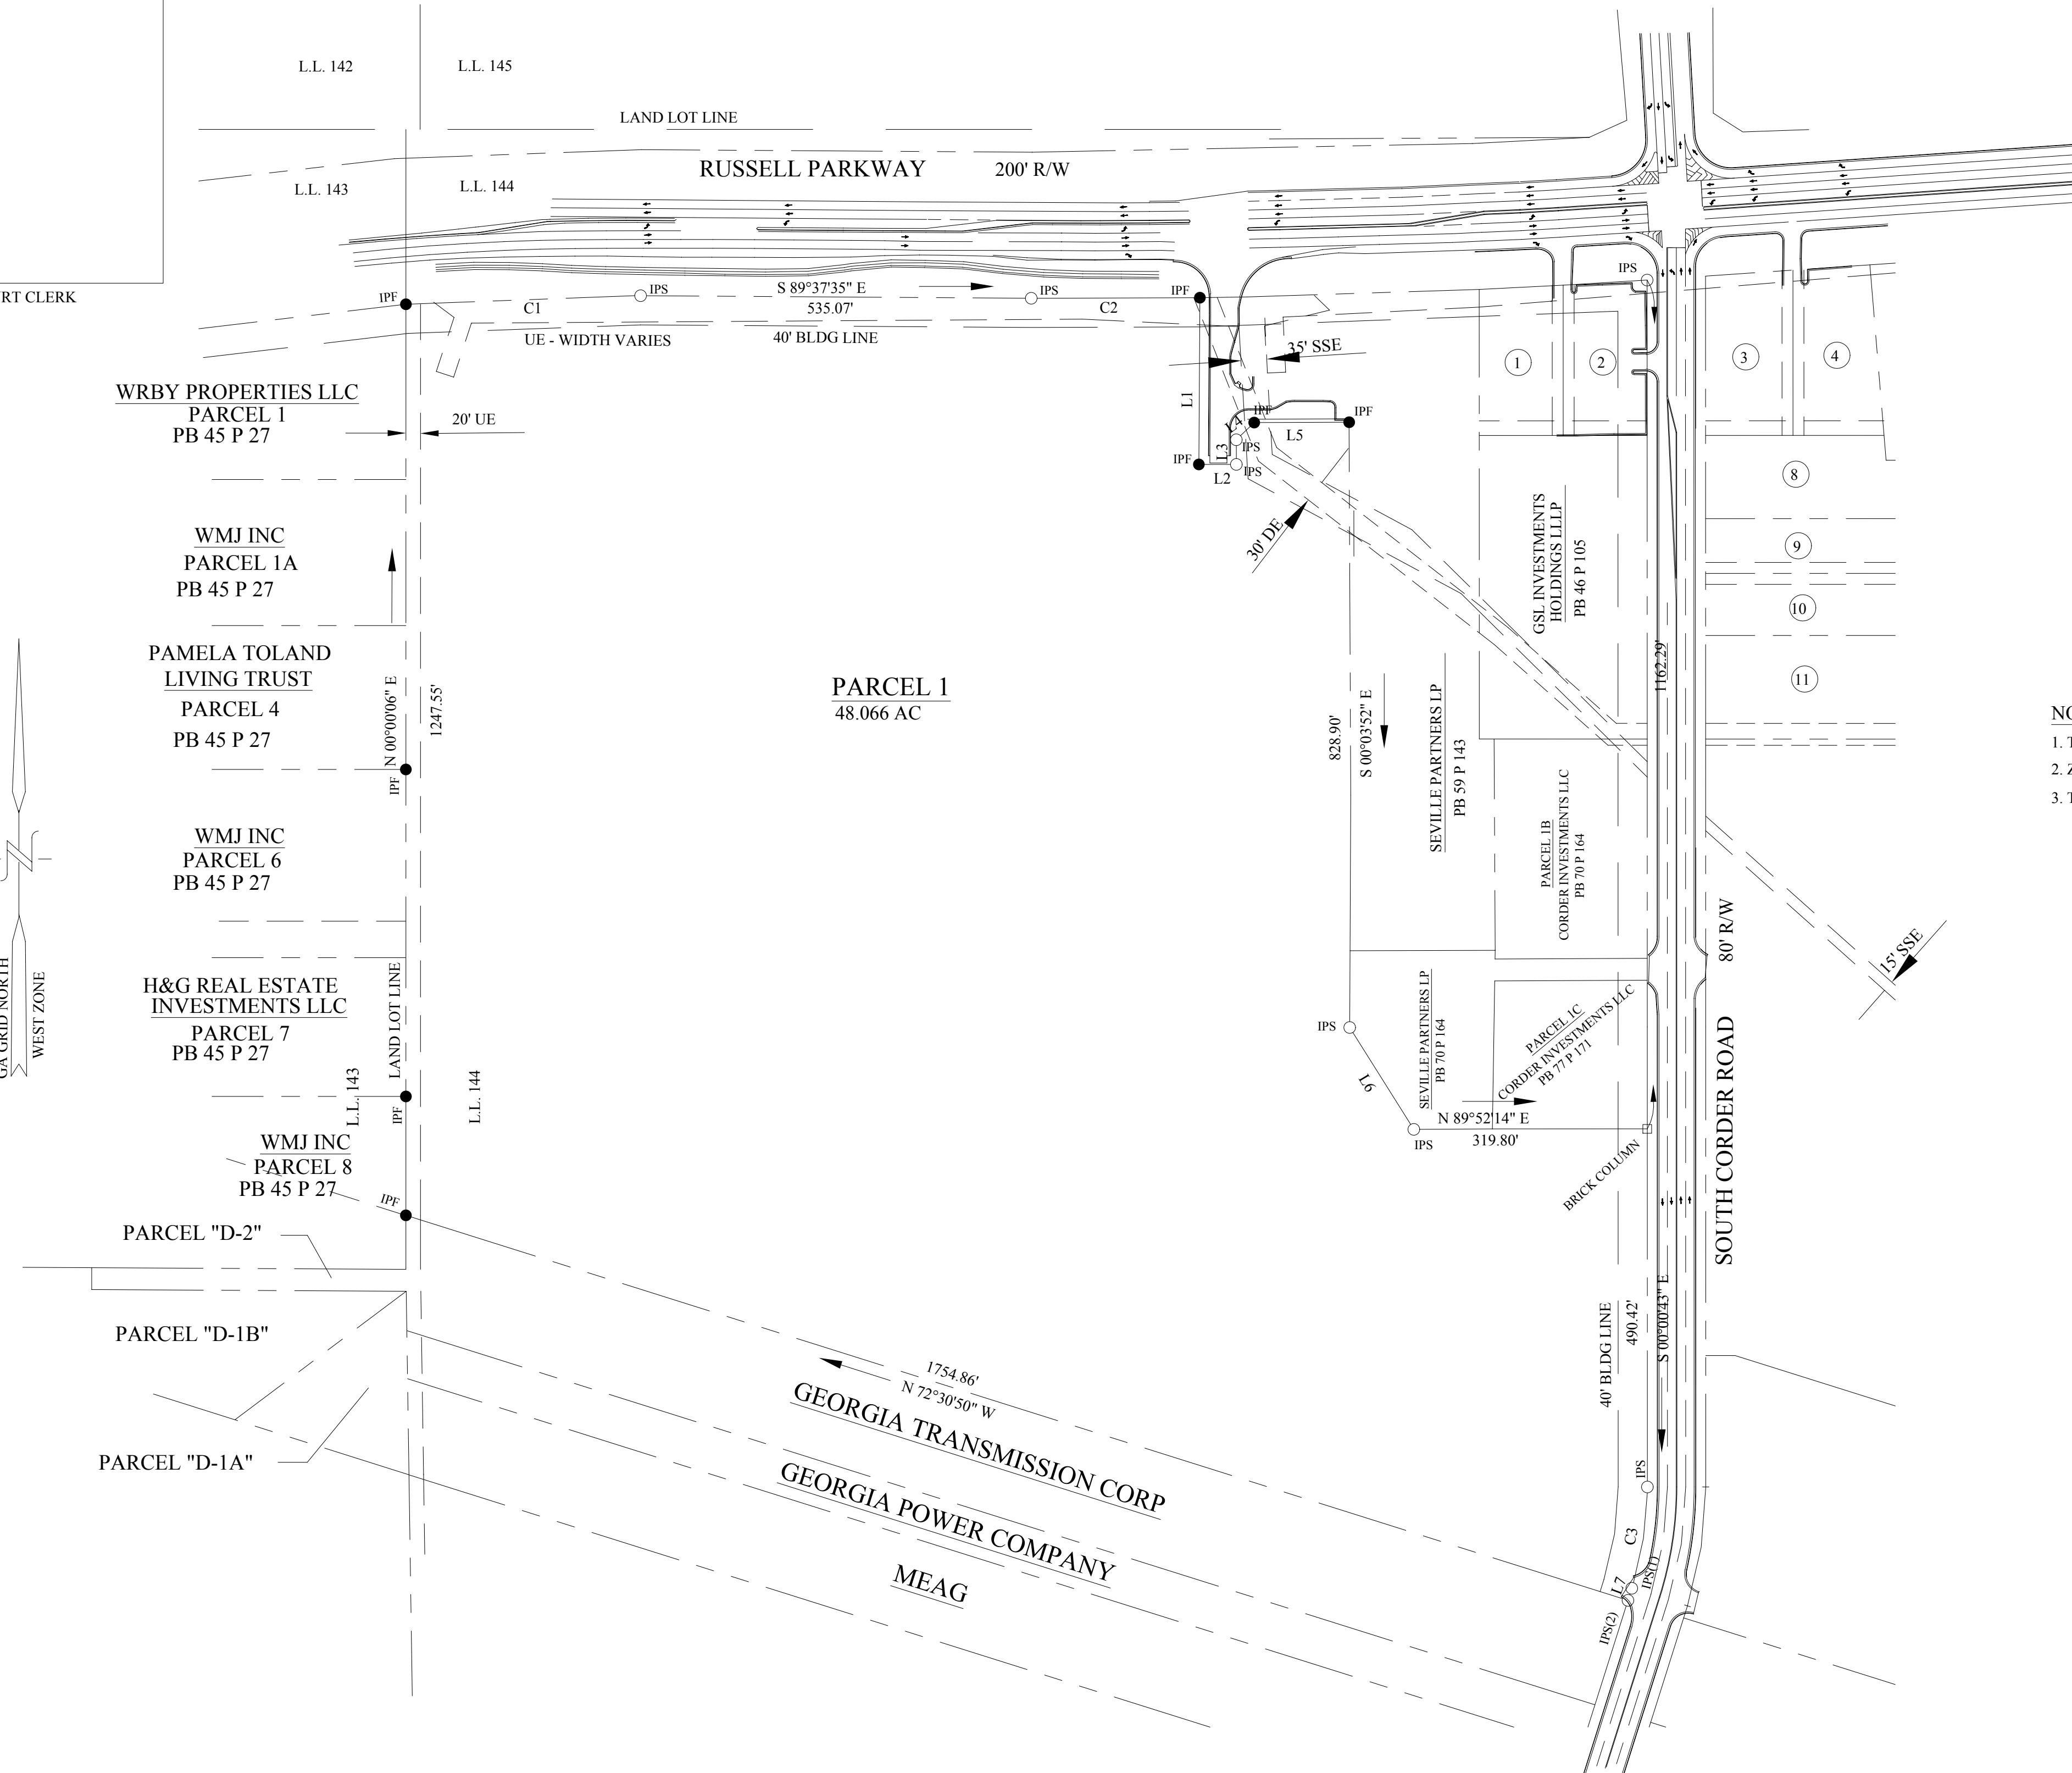 L.L. 142
L.L. 145
LAND LOT LINE
RUSSELL PARKWAY 200' R/W
L.L. 143
L.L. 144
RT CLERK
IPF
C1
IPS
S 89°37'35" E
535.07'
IPS
C2
IPF
IPS
UE - WIDTH VARIES
40' BLDG LINE
35' SSE
1
2
3
4
WRBY PROPERTIES LLC
PARCEL 1
PB 45 P 27
20' UE
L1
L4
IPF
IPF
L5
L3
IPS
IPF
IPS
L2
30' DE
8
9
10
11
WMJ INC
PARCEL 1A
PB 45 P 27
GSL INVESTMENTS
HOLDINGS LLLP
PB 46 P 105
1162.29'
PAMELA TOLAND
LIVING TRUST
PARCEL 4
PB 45 P 27
N 00°00'06" E
1247.55'
IPF
PARCEL 1
48.066 AC
828.90'
S 00°03'52" E
SEVILLE PARTNERS LP
PB 59 P 143
PARCEL 1B
CORDER INVESTMENTS LLC
PB 70 P 164
1.
2.
3.
WMJ INC
PARCEL 6
PB 45 P 27
GA GRID NORTH
WEST ZONE
H&G REAL ESTATE
INVESTMENTS LLC
PARCEL 7
PB 45 P 27
LAND LOT LINE
L.L. 143
IPF
L.L. 144
80' R/W
15' SSE
SOUTH CORDER ROAD
IPS
L6
SEVILLE PARTNERS LP
PB 70 P 164
PARCEL 1C
CORDER INVESTMENTS LLC
PB 77 P 171
N 89°52'14" E
319.80'
IPS
BRICK COLUMN
WMJ INC
PARCEL 8
PB 45 P 27
IPF
PARCEL "D-2"
PARCEL "D-1B"
PARCEL "D-1A"
40' BLDG LINE
490.42'
S 00°00'43" E
1754.86'
N 72°30'50" W
GEORGIA TRANSMISSION CORP
GEORGIA POWER COMPANY
MEAG
IPS
C3
L7
IPS(1)
IPS(2)